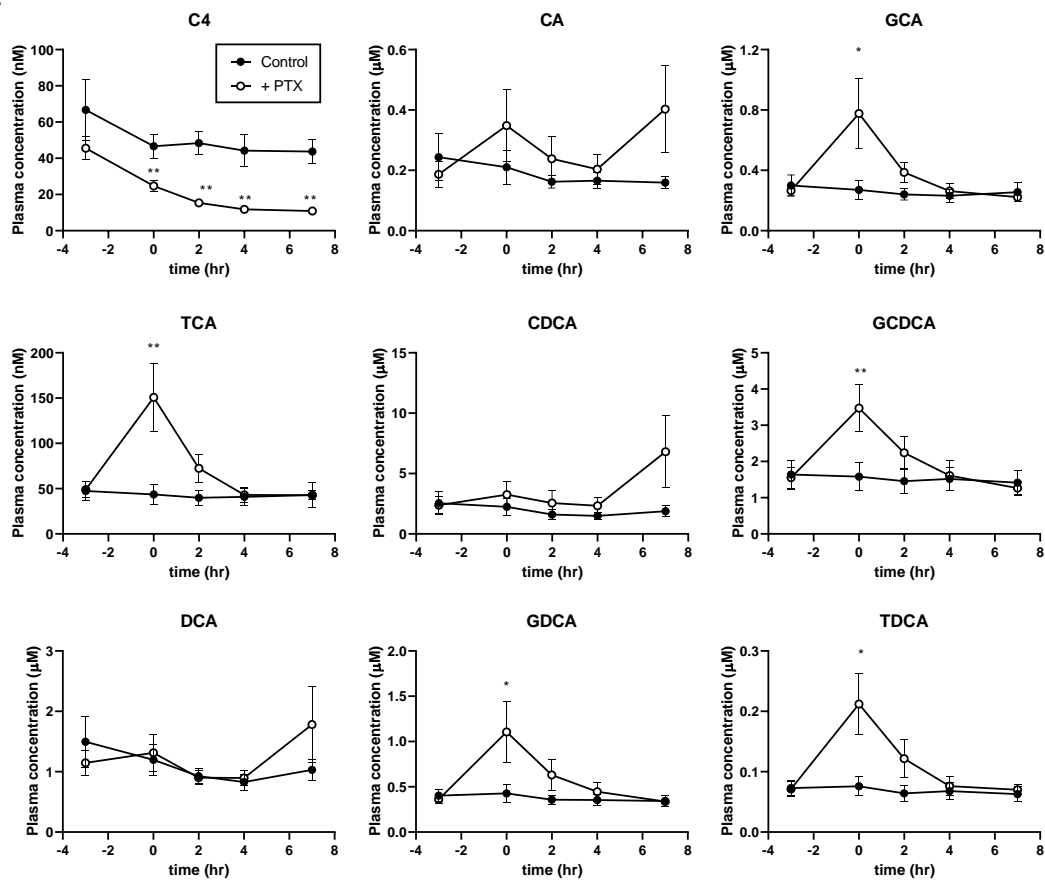 C4
Plasma concentration (nM)
100
80
60
40
20
0
-4 -2 0 2 4 6 8
time (hr)
Control
+ PTX
**
**
**
**
CA
Plasma concentration (μM)
0.6
0.4
0.2
0.0
-4 -2 0 2 4 6 8
time (hr)
GCA
Plasma concentration (μM)
1.2
0.8
0.4
0.0
-4 -2 0 2 4 6 8
time (hr)
*
TCA
Plasma concentration (nM)
200
150
100
50
0
-4 -2 0 2 4 6 8
time (hr)
**
CDCA
Plasma concentration (μM)
15
10
5
0
-4 -2 0 2 4 6 8
time (hr)
GCDCA
Plasma concentration (μM)
5
4
3
2
1
0
-4 -2 0 2 4 6 8
time (hr)
**
DCA
Plasma concentration (μM)
3
2
1
0
-4 -2 0 2 4 6 8
time (hr)
GDCA
Plasma concentration (μM)
2.0
1.5
1.0
0.5
0.0
-4 -2 0 2 4 6 8
time (hr)
*
TDCA
Plasma concentration (μM)
0.3
0.2
0.1
0.0
-4 -2 0 2 4 6 8
time (hr)
*